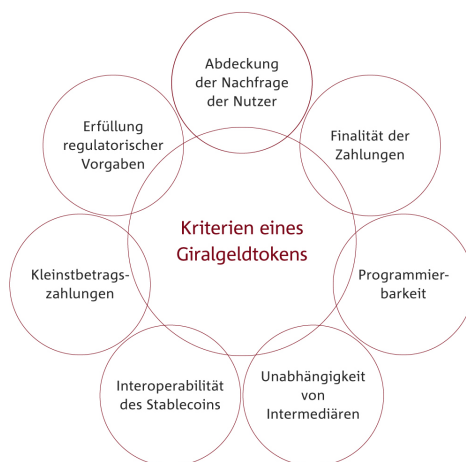 Abdeckung
der Nachfrage
der Nutzer
Finalität der
Zahlungen
Programmier-
barkeit
Unabhängigkeit
von
Intermediären
Interoperabilität
des Stablecoins
Kleinstbetrags-
zahlungen
Erfüllung
regulatorischer
Vorgaben
Kriterien eines
Giralgeldtokens